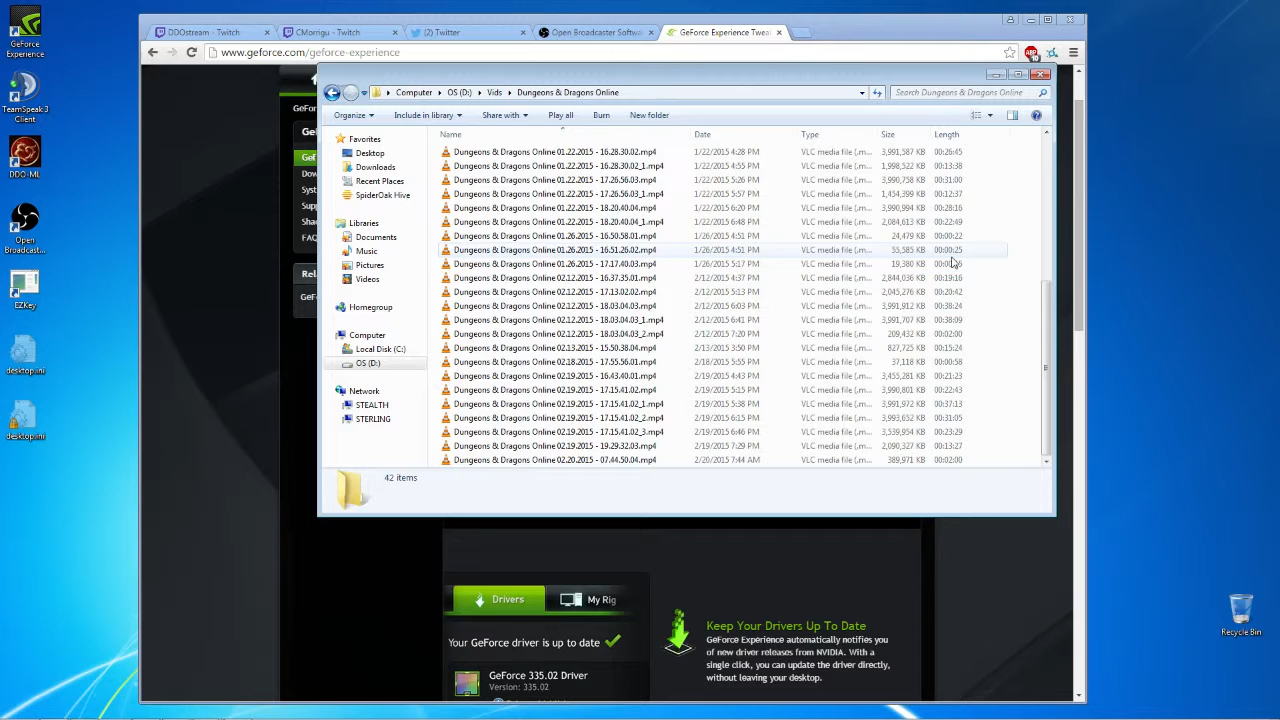 GeForce Experience
TeamSpeak 3 Client
DDO-ML
Open Broadcast...
EZKey
desktop.ini
desktop.ini
Recycle Bin
DDOstream - Twitch
CMorrigu - Twitch
(2) Twitter
Open Broadcaster Softwa
GeForce Experience Twea
www.geforce.com/geforce-experience
ABP
10
Computer ▸ OS (D:) ▸ Vids ▸ Dungeons & Dragons Online
Search Dungeons & Dragons Online
Organize Include in library Share with Play all Burn New folder
Favorites
Desktop
Downloads
Recent Places
SpiderOak Hive
Libraries
Documents
Music
Pictures
Videos
Homegroup
Computer
Local Disk (C:)
OS (D:)
Network
STEALTH
STERLING
Name Date Type Size Length
Dungeons & Dragons Online 01.22.2015 - 16.28.30.02.mp4 1/22/2015 4:28 PM VLC media file (.m... 3,991,587 KB 00:26:45
Dungeons & Dragons Online 01.22.2015 - 16.28.30.02_1.mp4 1/22/2015 4:57 PM VLC media file (.m... 1,998,522 KB 00:13:38
Dungeons & Dragons Online 01.22.2015 - 17.26.56.03.mp4 1/22/2015 5:26 PM VLC media file (.m... 3,990,758 KB 00:31:00
Dungeons & Dragons Online 01.22.2015 - 17.26.56.03_1.mp4 1/22/2015 5:57 PM VLC media file (.m... 1,454,399 KB 00:12:37
Dungeons & Dragons Online 01.22.2015 - 18.20.40.04.mp4 1/22/2015 6:20 PM VLC media file (.m... 3,990,994 KB 00:28:16
Dungeons & Dragons Online 01.22.2015 - 18.20.40.04_1.mp4 1/22/2015 6:48 PM VLC media file (.m... 2,084,613 KB 00:22:49
Dungeons & Dragons Online 01.26.2015 - 16.50.58.01.mp4 1/26/2015 4:51 PM VLC media file (.m... 24,479 KB 00:00:22
Dungeons & Dragons Online 01.26.2015 - 16.51.26.02.mp4 1/26/2015 4:51 PM VLC media file (.m... 55,585 KB 00:00:25
Dungeons & Dragons Online 01.26.2015 - 17.17.40.03.mp4 1/26/2015 5:17 PM VLC media file (.m... 19,380 KB
Dungeons & Dragons Online 02.12.2015 - 16.37.35.01.mp4 2/12/2015 4:37 PM VLC media file (.m... 2,844,036 KB 00:19:16
Dungeons & Dragons Online 02.12.2015 - 17.13.02.02.mp4 2/12/2015 5:13 PM VLC media file (.m... 2,045,276 KB 00:20:42
Dungeons & Dragons Online 02.12.2015 - 18.03.04.03.mp4 2/12/2015 6:03 PM VLC media file (.m... 3,991,912 KB 00:38:24
Dungeons & Dragons Online 02.12.2015 - 18.03.04.03_1.mp4 2/12/2015 6:41 PM VLC media file (.m... 3,991,707 KB 00:38:09
Dungeons & Dragons Online 02.12.2015 - 18.03.04.03_2.mp4 2/12/2015 7:20 PM VLC media file (.m... 209,432 KB 00:02:00
Dungeons & Dragons Online 02.13.2015 - 15.50.38.04.mp4 2/13/2015 3:50 PM VLC media file (.m... 827,725 KB 00:15:24
Dungeons & Dragons Online 02.18.2015 - 17.55.56.01.mp4 2/18/2015 5:55 PM VLC media file (.m... 37,118 KB 00:00:58
Dungeons & Dragons Online 02.19.2015 - 16.43.40.01.mp4 2/19/2015 4:43 PM VLC media file (.m... 3,455,281 KB 00:21:23
Dungeons & Dragons Online 02.19.2015 - 17.15.41.02.mp4 2/19/2015 5:15 PM VLC media file (.m... 3,990,801 KB 00:22:43
Dungeons & Dragons Online 02.19.2015 - 17.15.41.02_1.mp4 2/19/2015 5:38 PM VLC media file (.m... 3,991,972 KB 00:37:13
Dungeons & Dragons Online 02.19.2015 - 17.15.41.02_2.mp4 2/19/2015 6:15 PM VLC media file (.m... 3,993,652 KB 00:31:05
Dungeons & Dragons Online 02.19.2015 - 17.15.41.02_3.mp4 2/19/2015 6:46 PM VLC media file (.m... 3,539,954 KB 00:23:29
Dungeons & Dragons Online 02.19.2015 - 19.29.32.03.mp4 2/19/2015 7:29 PM VLC media file (.m... 2,090,327 KB 00:13:27
Dungeons & Dragons Online 02.20.2015 - 07.44.50.04.mp4 2/20/2015 7:44 AM VLC media file (.m... 389,971 KB 00:02:00
42 items
Drivers
My Rig
Your GeForce driver is up to date
GeForce 335.02 Driver
Version: 335.02
Keep Your Drivers Up To Date
GeForce Experience automatically notifies you
of new driver releases from NVIDIA. With a
single click, you can update the driver directly,
without leaving your desktop.